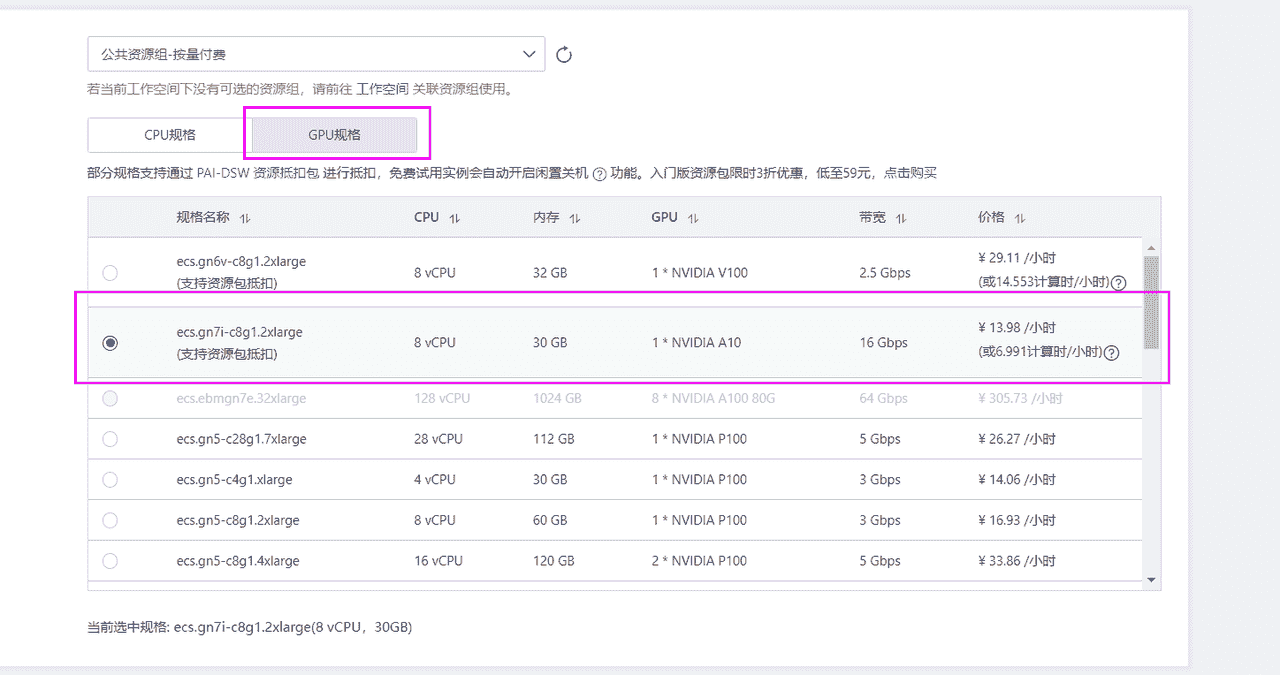 公共资源组-按量付费
若当前工作空间下没有可选的资源组，请前往 工作空间 关联资源组使用。
CPU规格 GPU规格
部分规格支持通过 PAI-DSW 资源抵扣包 进行抵扣，免费试用实例会自动开启闲置关机 ? 功能。入门版资源包限时3折优惠，低至59元，点击购买
规格名称 CPU 内存 GPU 带宽 价格
ecs.gn6v-c8g1.2xlarge 8 vCPU 32 GB 1 * NVIDIA V100 2.5 Gbps ¥ 29.11 /小时
(支持资源包抵扣) (或14.553计算时/小时) ?
ecs.gn7i-c8g1.2xlarge 8 vCPU 30 GB 1 * NVIDIA A10 16 Gbps ¥ 13.98 /小时
(支持资源包抵扣) (或6.991计算时/小时) ?
ecs.ebmgn7e.32xlarge 128 vCPU 1024 GB 8 * NVIDIA A100 80G 64 Gbps ¥ 305.73 /小时
ecs.gn5-c28g1.7xlarge 28 vCPU 112 GB 1 * NVIDIA P100 5 Gbps ¥ 26.27 /小时
ecs.gn5-c4g1.xlarge 4 vCPU 30 GB 1 * NVIDIA P100 3 Gbps ¥ 14.06 /小时
ecs.gn5-c8g1.2xlarge 8 vCPU 60 GB 1 * NVIDIA P100 3 Gbps ¥ 16.93 /小时
ecs.gn5-c8g1.4xlarge 16 vCPU 120 GB 2 * NVIDIA P100 5 Gbps ¥ 33.86 /小时
当前选中规格: ecs.gn7i-c8g1.2xlarge(8 vCPU，30GB)